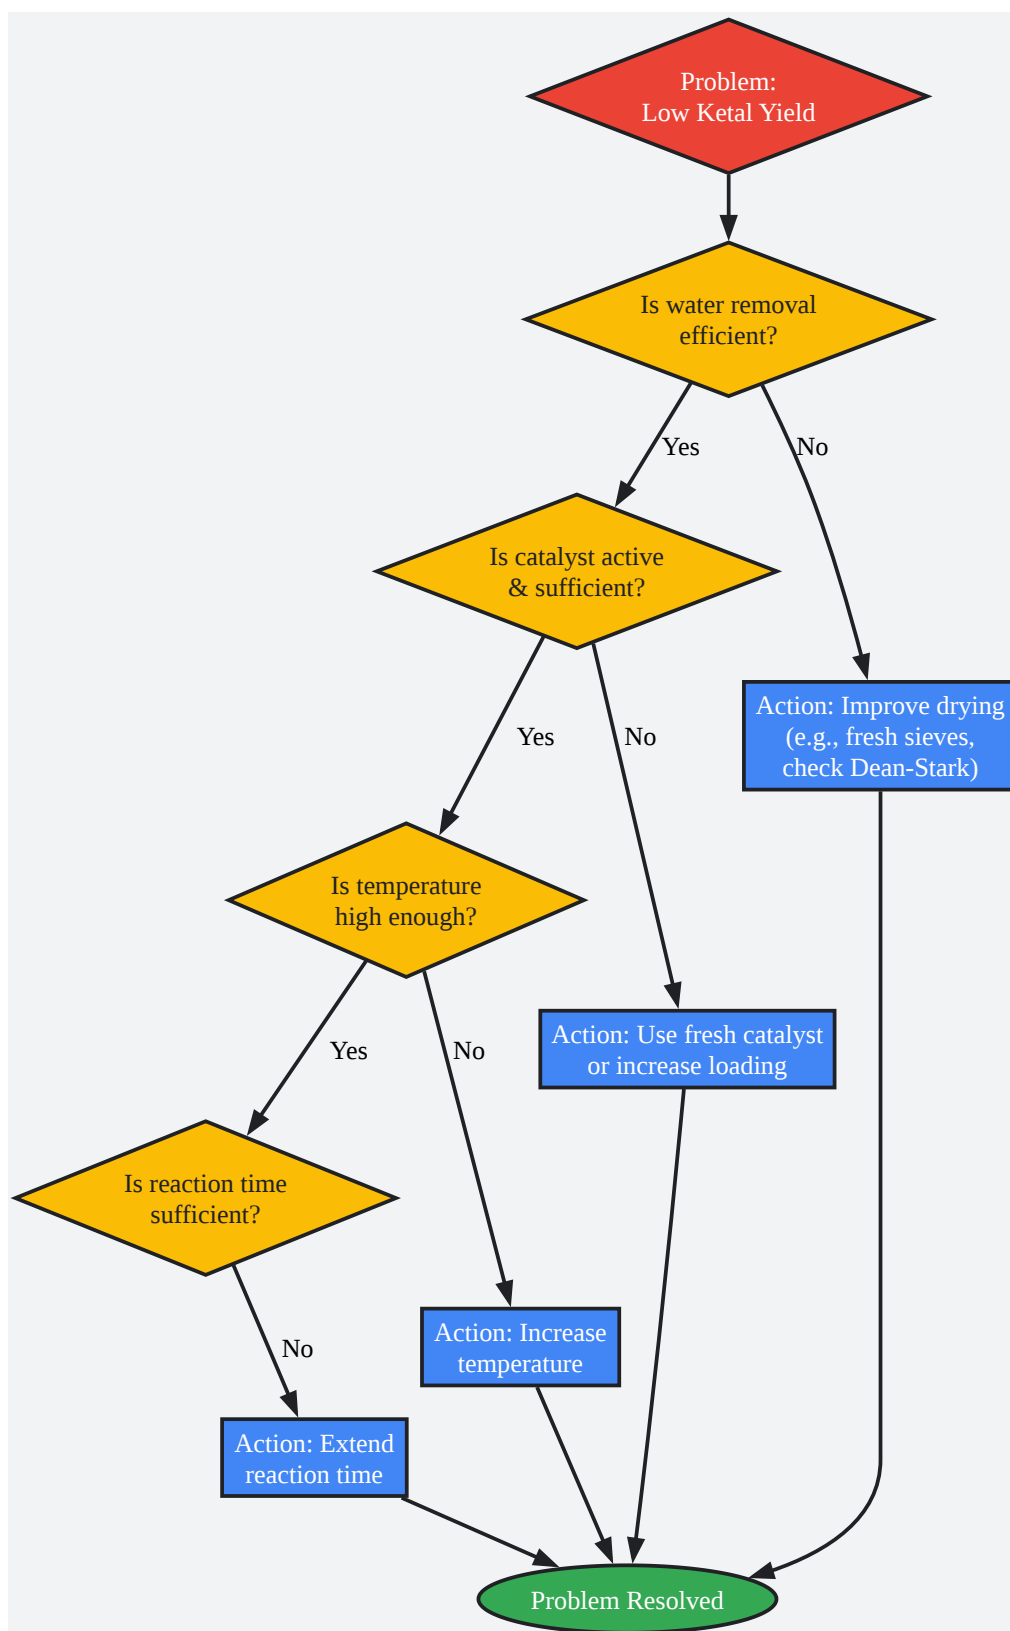 Problem:
Low Ketal Yield
Is water removal
efficient?
Yes
No
Is catalyst active
& sufficient?
Action: Improve drying
(e.g., fresh sieves,
check Dean-Stark)
Yes
No
Is temperature
high enough?
Action: Use fresh catalyst
or increase loading
Yes
No
Is reaction time
sufficient?
Action: Increase
temperature
No
Action: Extend
reaction time
Problem Resolved